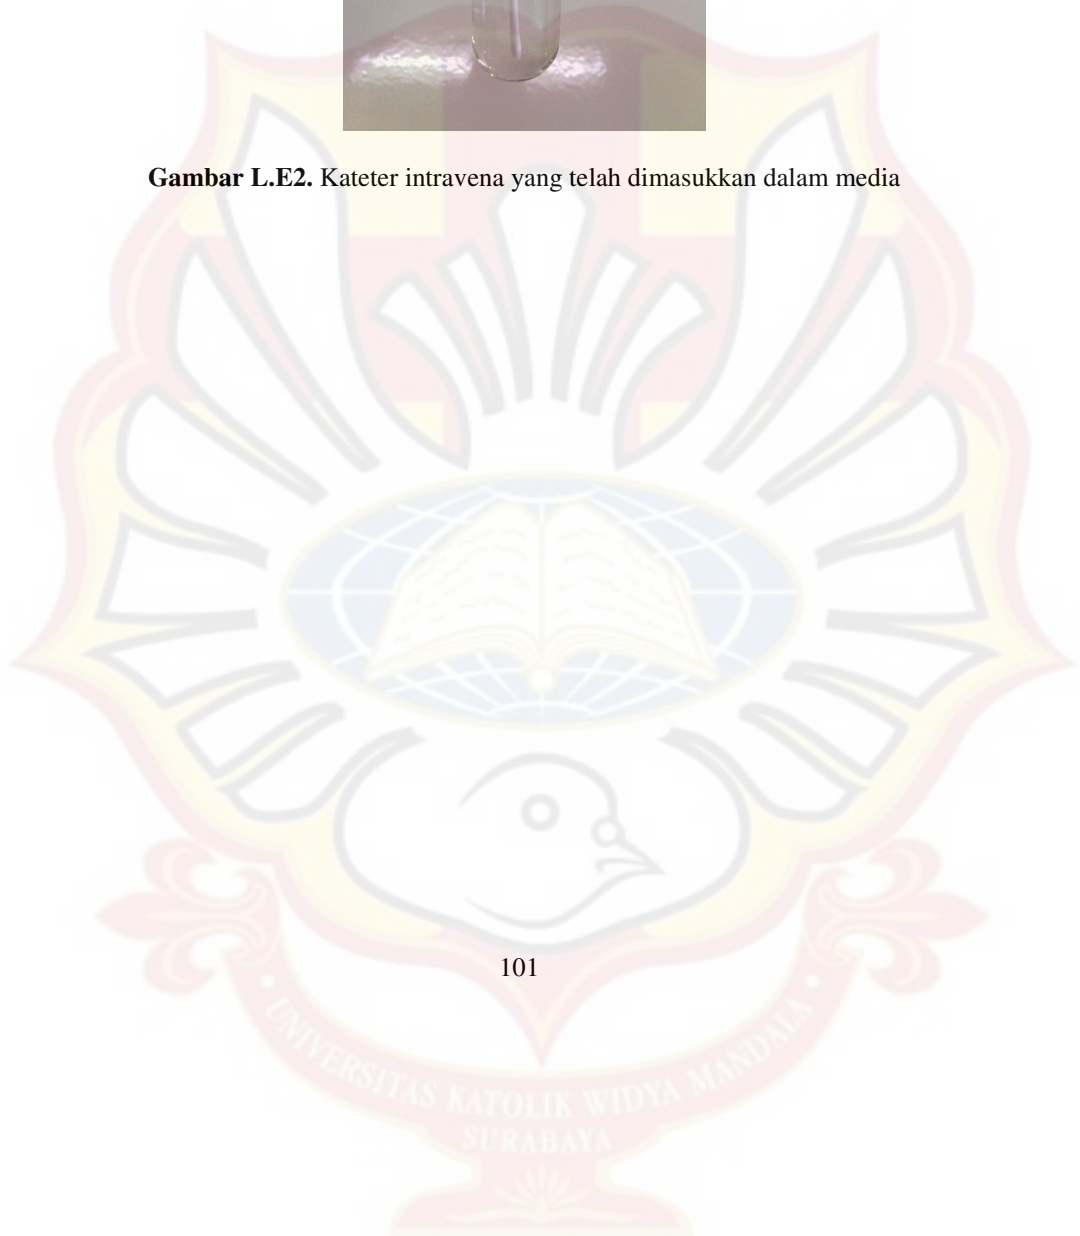 Gambar L.E2. Kateter intravena yang telah dimasukkan dalam media
101
• UNIVERSITAS KATOLIK WIDYA MANDALA •
SURABAYA